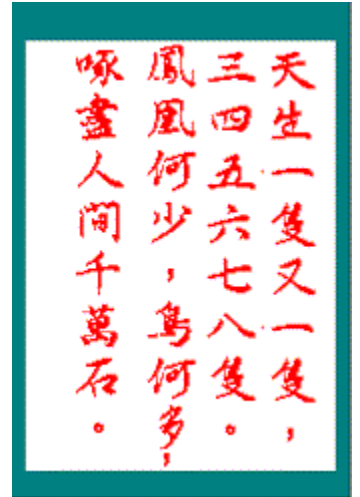 天生一隻又一隻，
三四五六七八隻。
鳳凰何少，鳥何多，
啄盡人間千萬石。